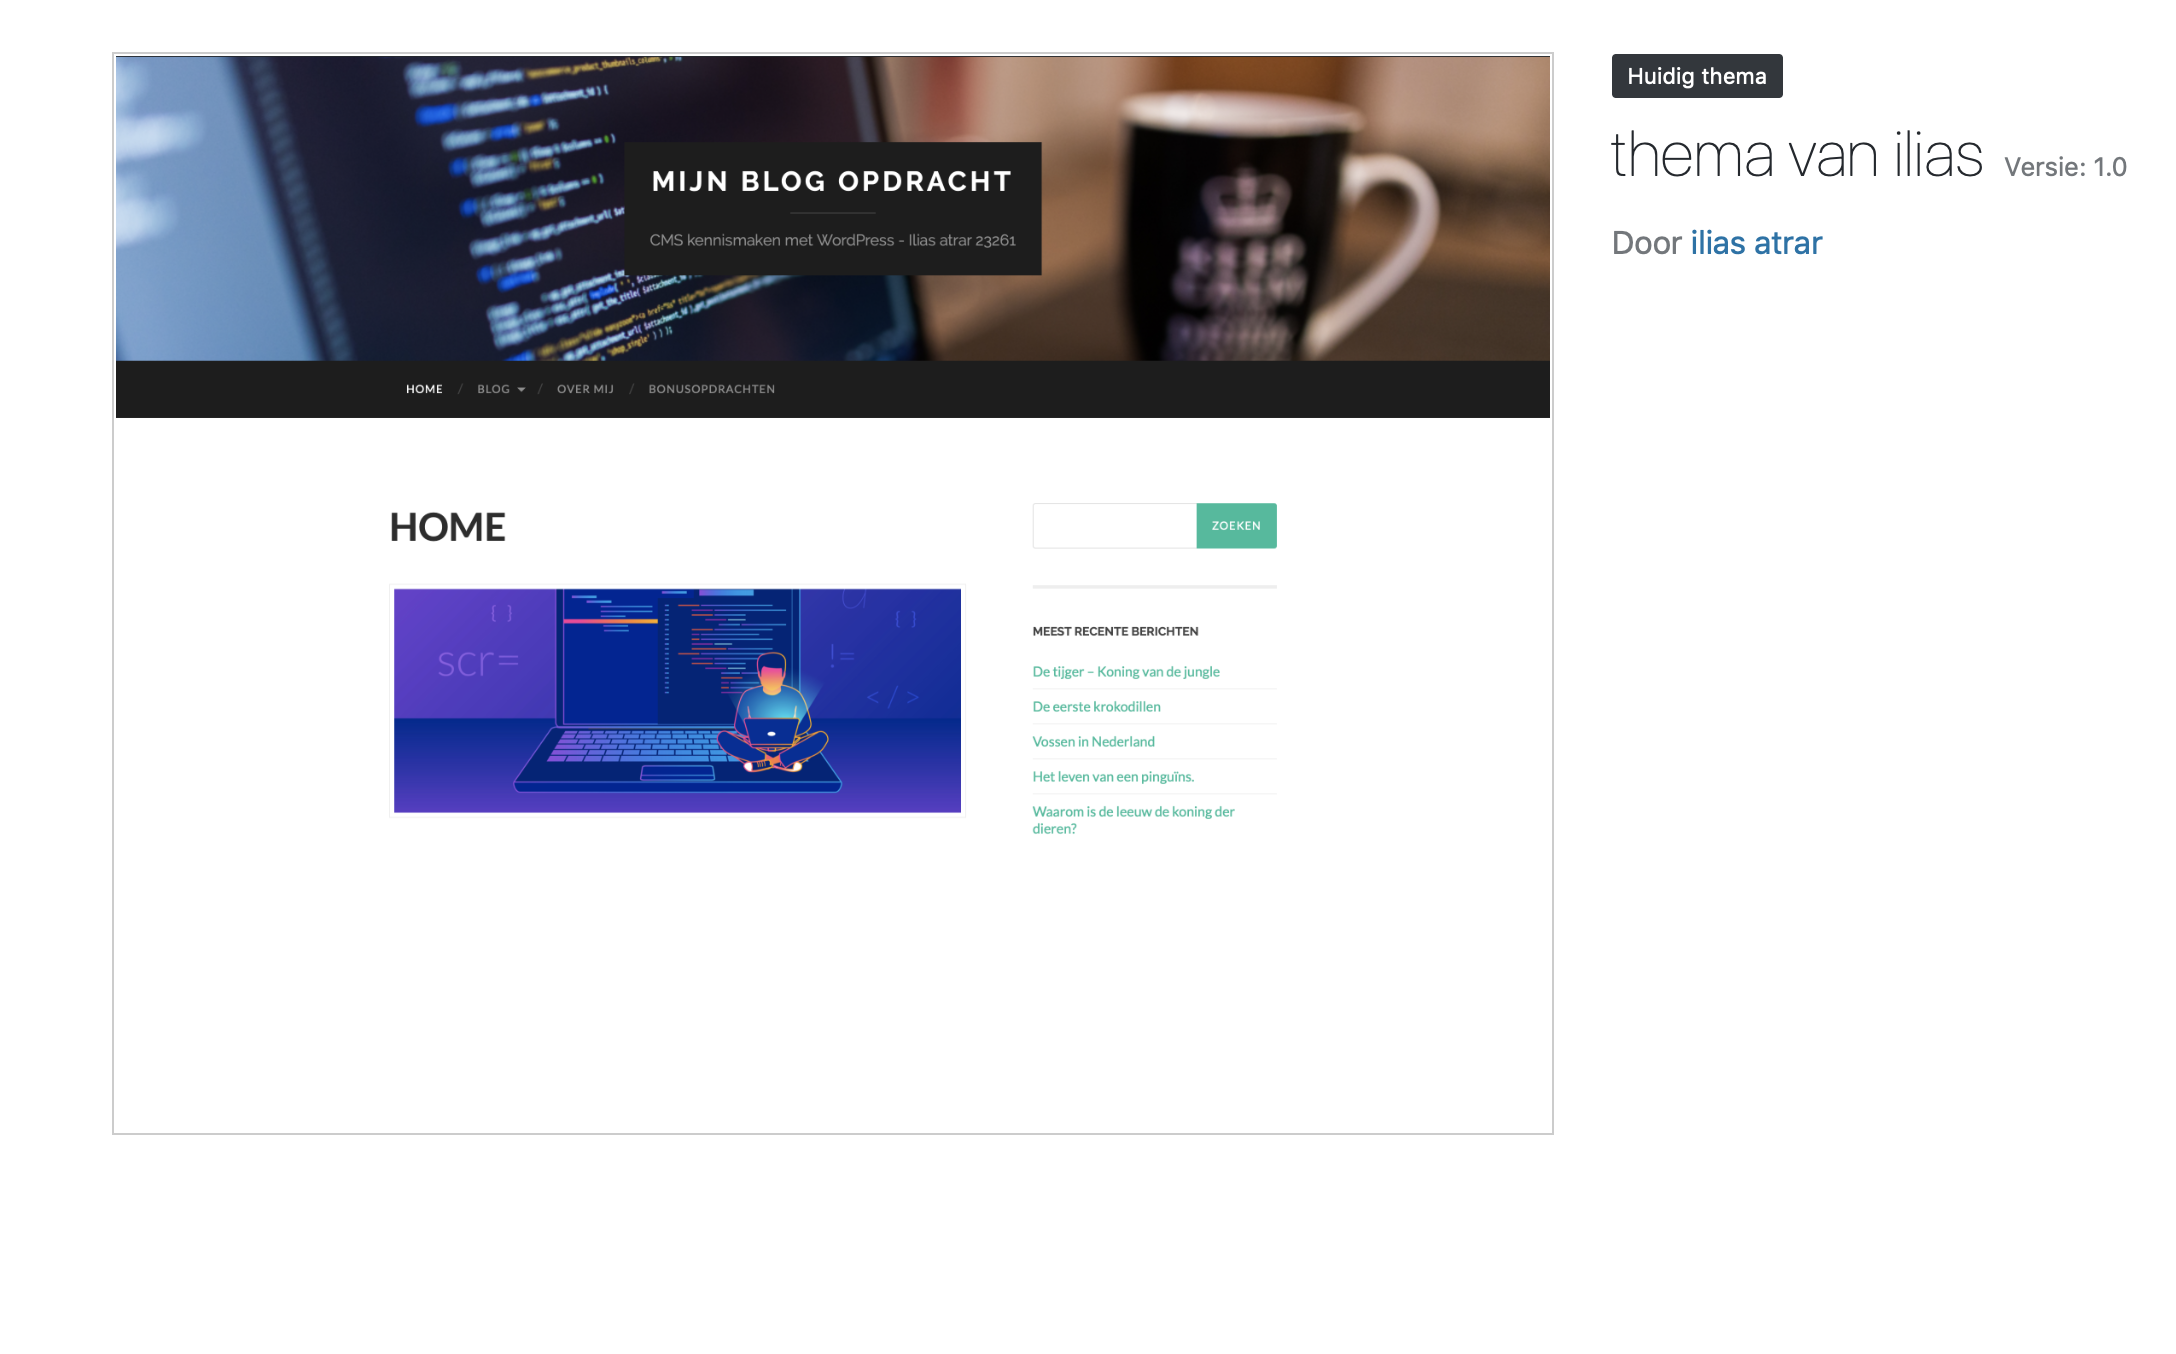 MIJN BLOG OPDRACHT
CMS kennismaken met WordPress - Ilias atrar 23261
HOME / BLOG / OVER MIJ / BONUSOPDRACHTEN
HOME
{ }
scr=
{ }
!=
</>
ZOEKEN
MEEST RECENTE BERICHTEN
De tijger – Koning van de jungle
De eerste krokodillen
Vossen in Nederland
Het leven van een pinguïns.
Waarom is de leeuw de koning der
dieren?
Huidig thema
thema van ilias Versie: 1.0
Door ilias atrar